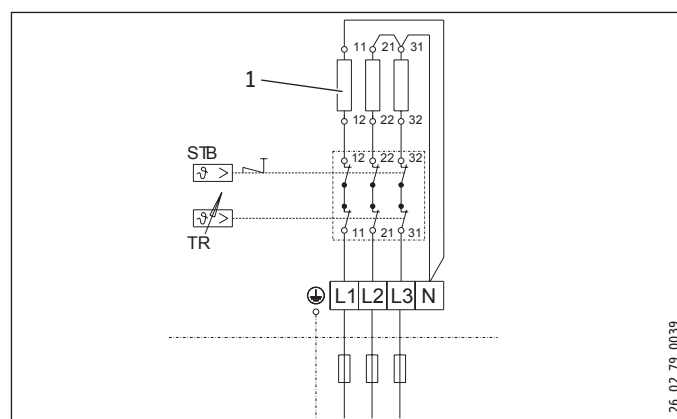 11 21 31
1
12 22 32
STB
12 22 32
ϑ >
ϑ >
TR
11 21 31
L1 L2 L3 N
26_02_79_0039